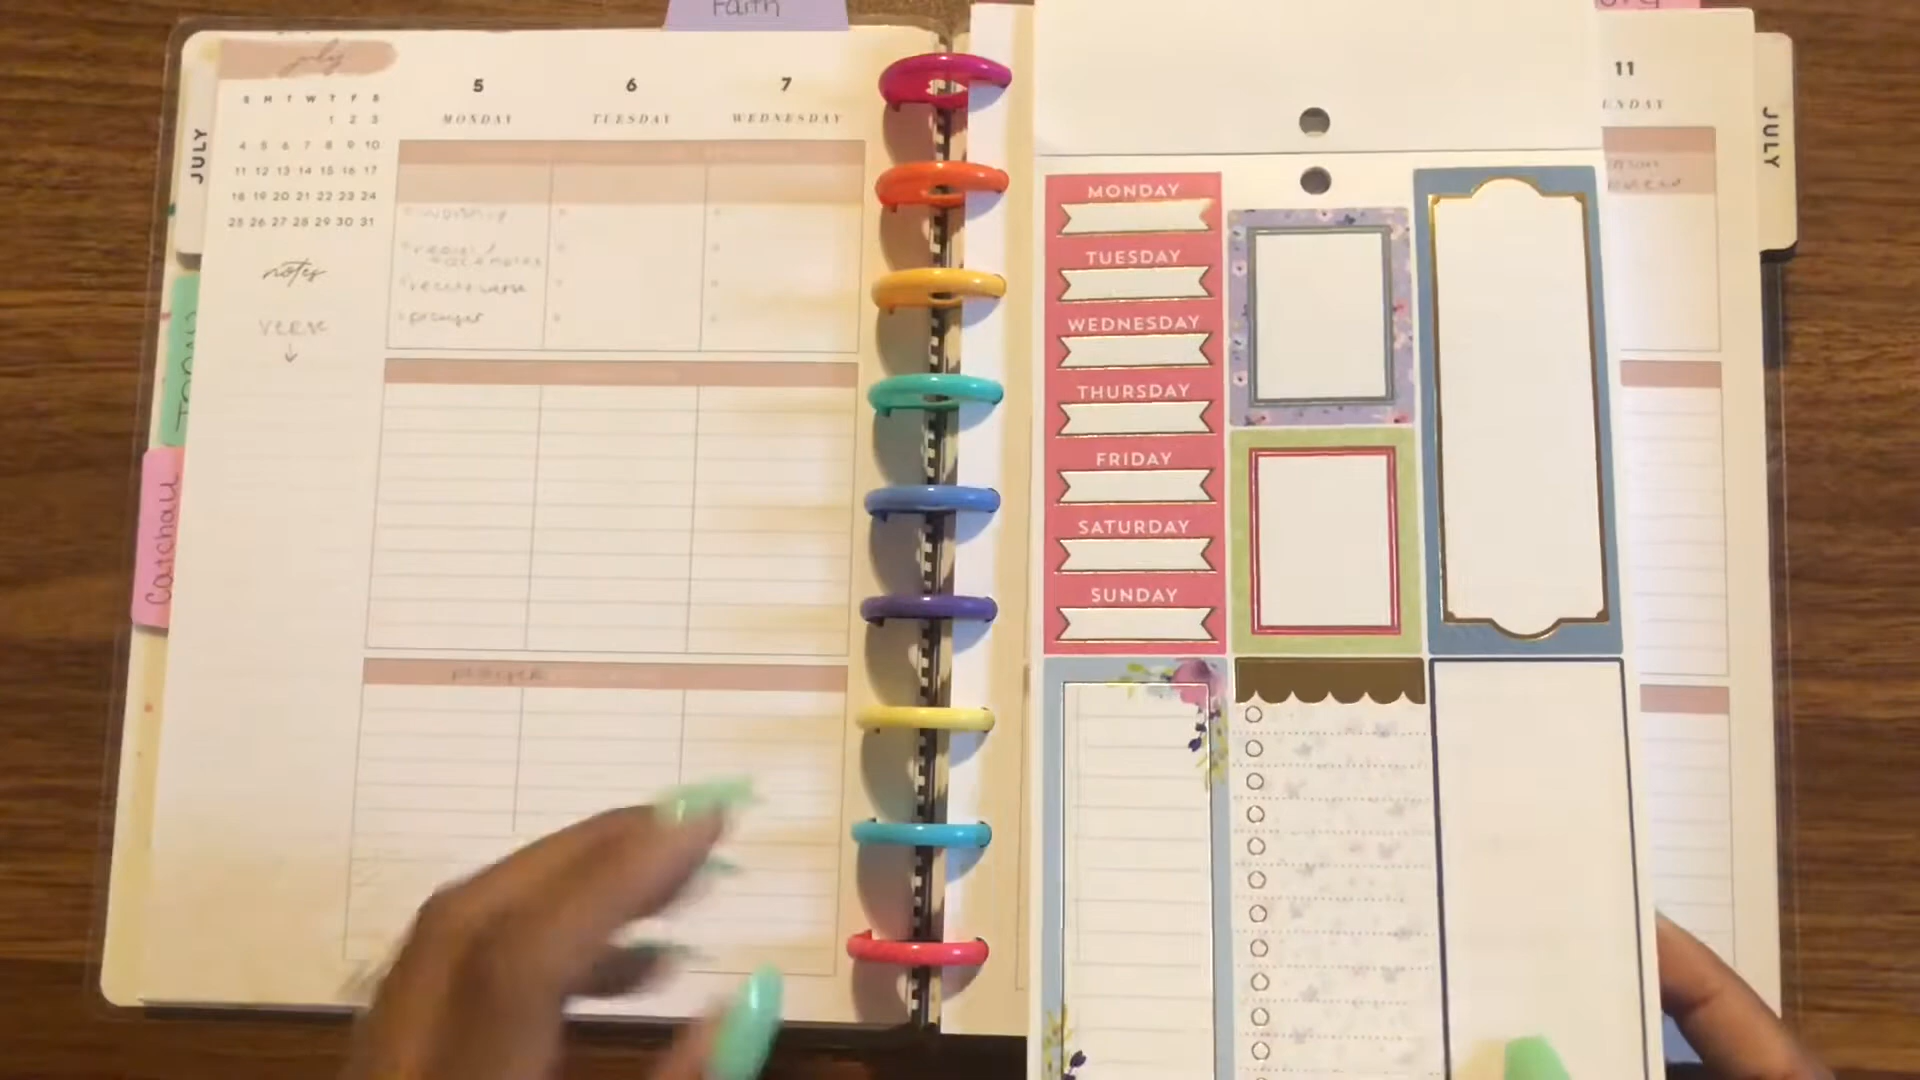 Faith
july
S M T W T F S
1 2 3
4 5 6 7 8 9 10
11 12 13 14 15 16 17
18 19 20 21 22 23 24
25 26 27 28 29 30 31
JULY
notes
verse
TODAY
Catchall
5
MONDAY
6
TUESDAY
7
WEDNESDAY
worship
prayer
prayer
MONDAY
TUESDAY
WEDNESDAY
THURSDAY
FRIDAY
SATURDAY
SUNDAY
11
JULY